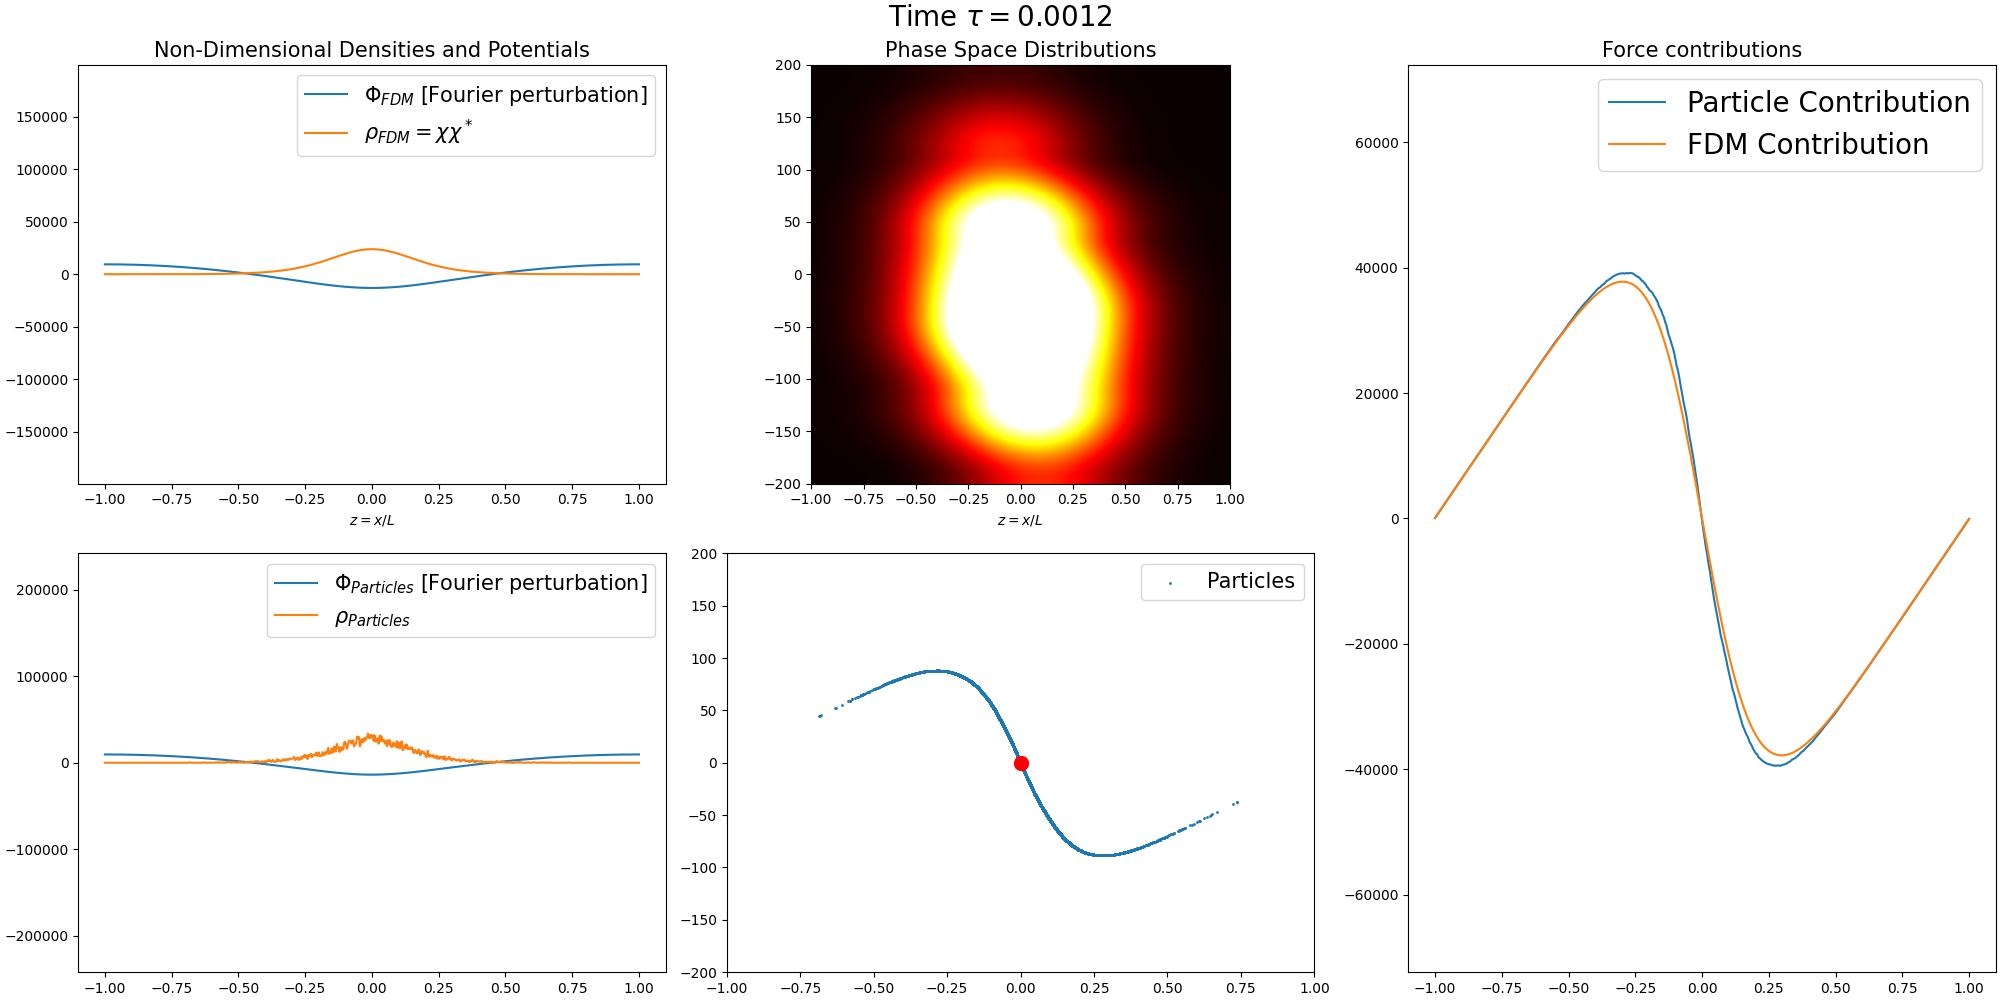 Time τ = 0.0012
Non-Dimensional Densities and Potentials
Φ_FDM [Fourier perturbation]
ρ_FDM = χχ*
150000
100000
50000
0
−50000
−100000
−150000
−1.00 −0.75 −0.50 −0.25 0.00 0.25 0.50 0.75 1.00
z = x/L
Phase Space Distributions
200
150
100
50
0
−50
−100
−150
−200
−1.00 −0.75 −0.50 −0.25 0.00 0.25 0.50 0.75 1.00
z = x/L
Force contributions
Particle Contribution
FDM Contribution
60000
40000
20000
0
−20000
−40000
−60000
−1.00 −0.75 −0.50 −0.25 0.00 0.25 0.50 0.75 1.00
Φ_Particles [Fourier perturbation]
ρ_Particles
200000
100000
0
−100000
−200000
−1.00 −0.75 −0.50 −0.25 0.00 0.25 0.50 0.75 1.00
Particles
200
150
100
50
0
−50
−100
−150
−200
−1.00 −0.75 −0.50 −0.25 0.00 0.25 0.50 0.75 1.00